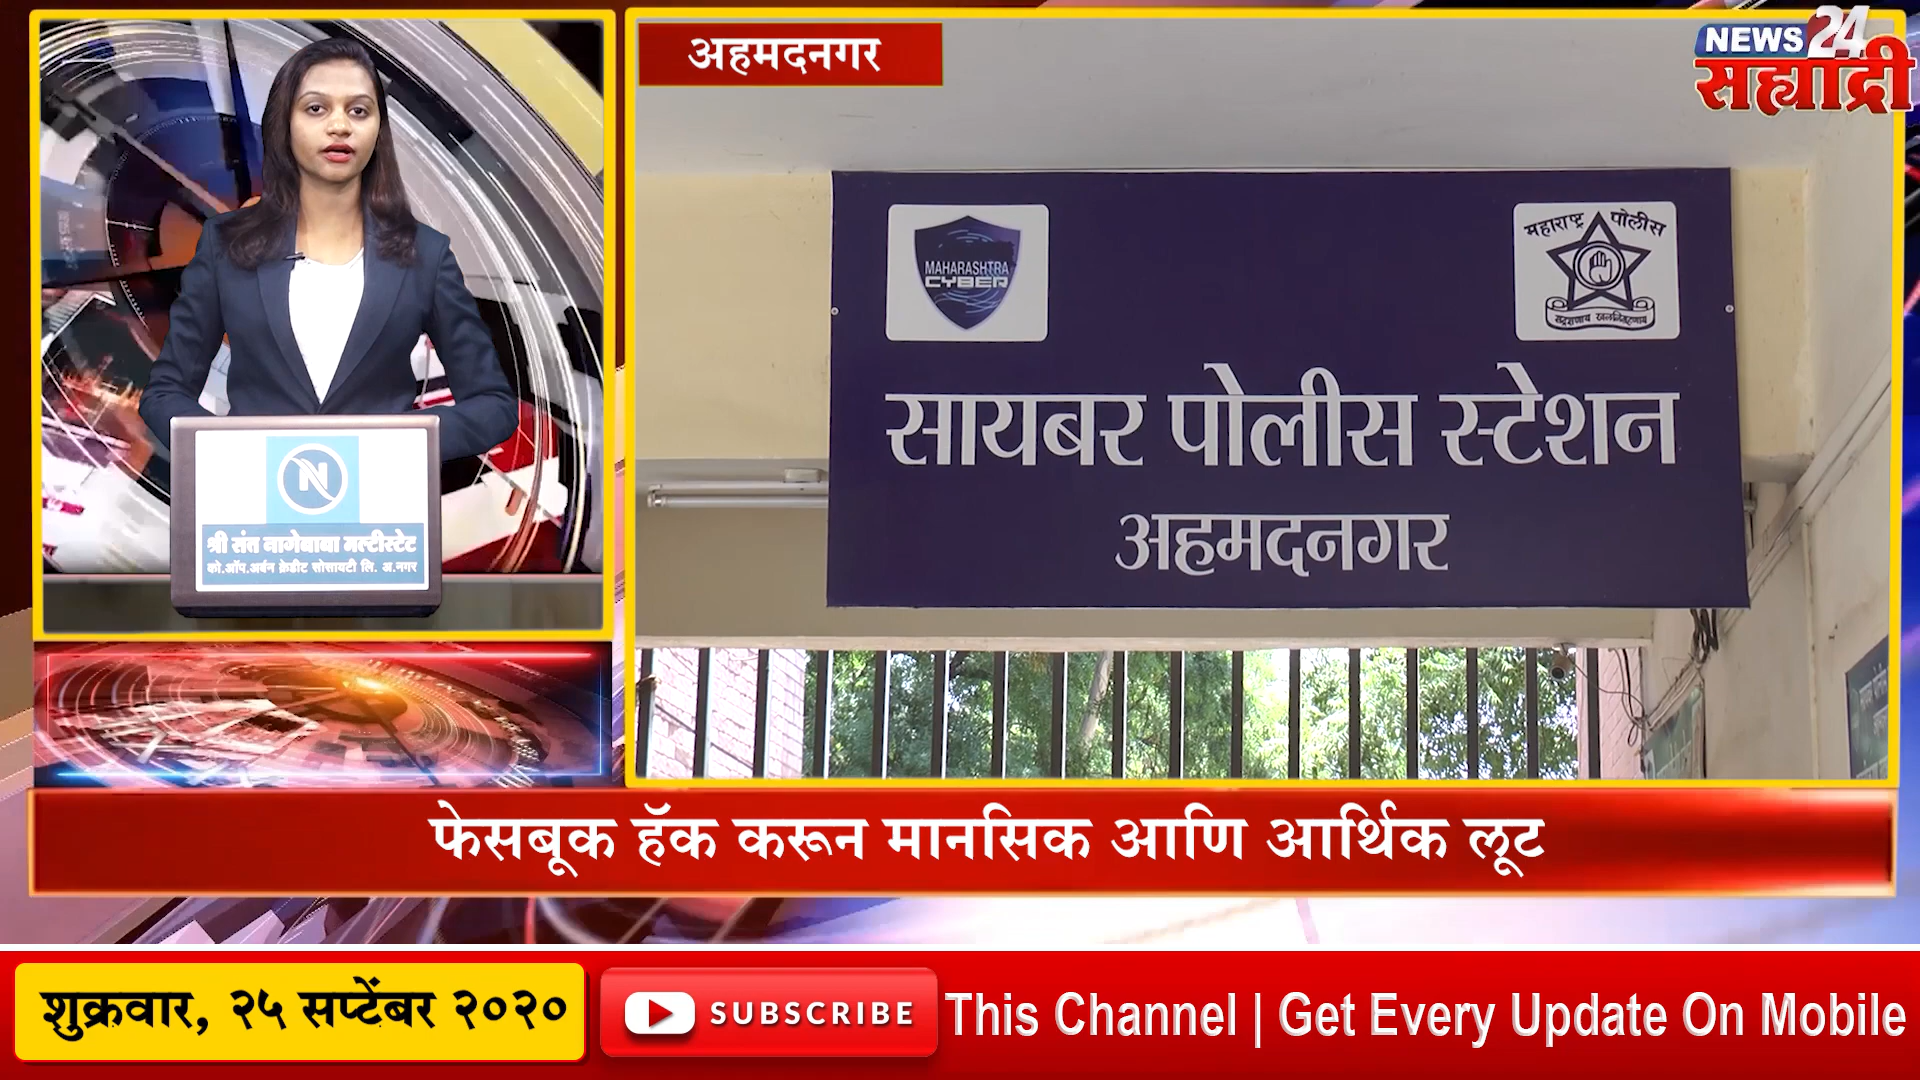 अहमदनगर
NEWS 24
सह्याद्री
MAHARASHTRA
CYBER
महाराष्ट्र पोलीस
सायबर पोलीस स्टेशन
अहमदनगर
श्री संत नागेबाबा मल्टीस्टेट
को.ऑप.अर्बन क्रेडीट सोसायटी लि. अ.नगर
फेसबूक हॅक करून मानसिक आणि आर्थिक लूट
शुक्रवार, २५ सप्टेंबर २०२०
SUBSCRIBE
This Channel | Get Every Update On Mobile